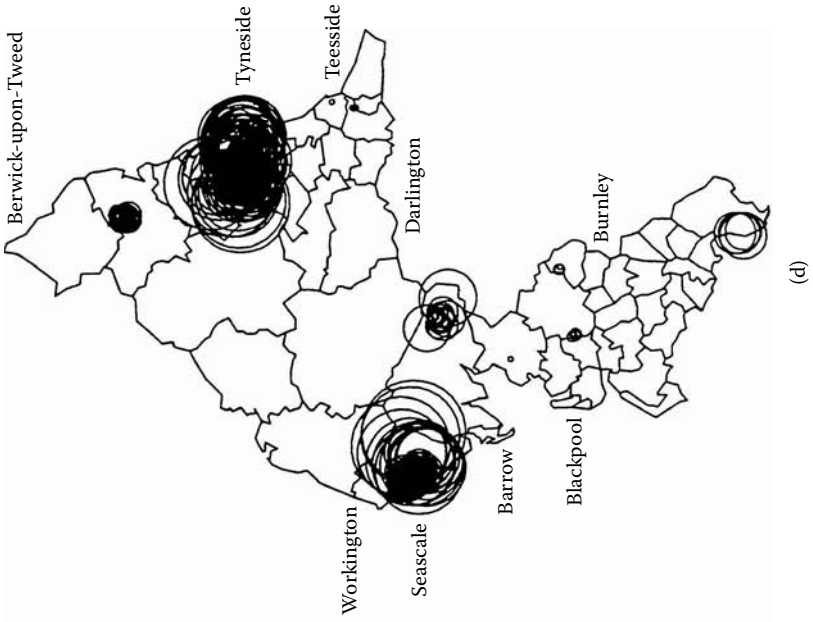 Berwick-upon-Tweed
Tyneside
Teesside
Darlington
Workington
Seascale
Barrow
Blackpool
Burnley
(d)